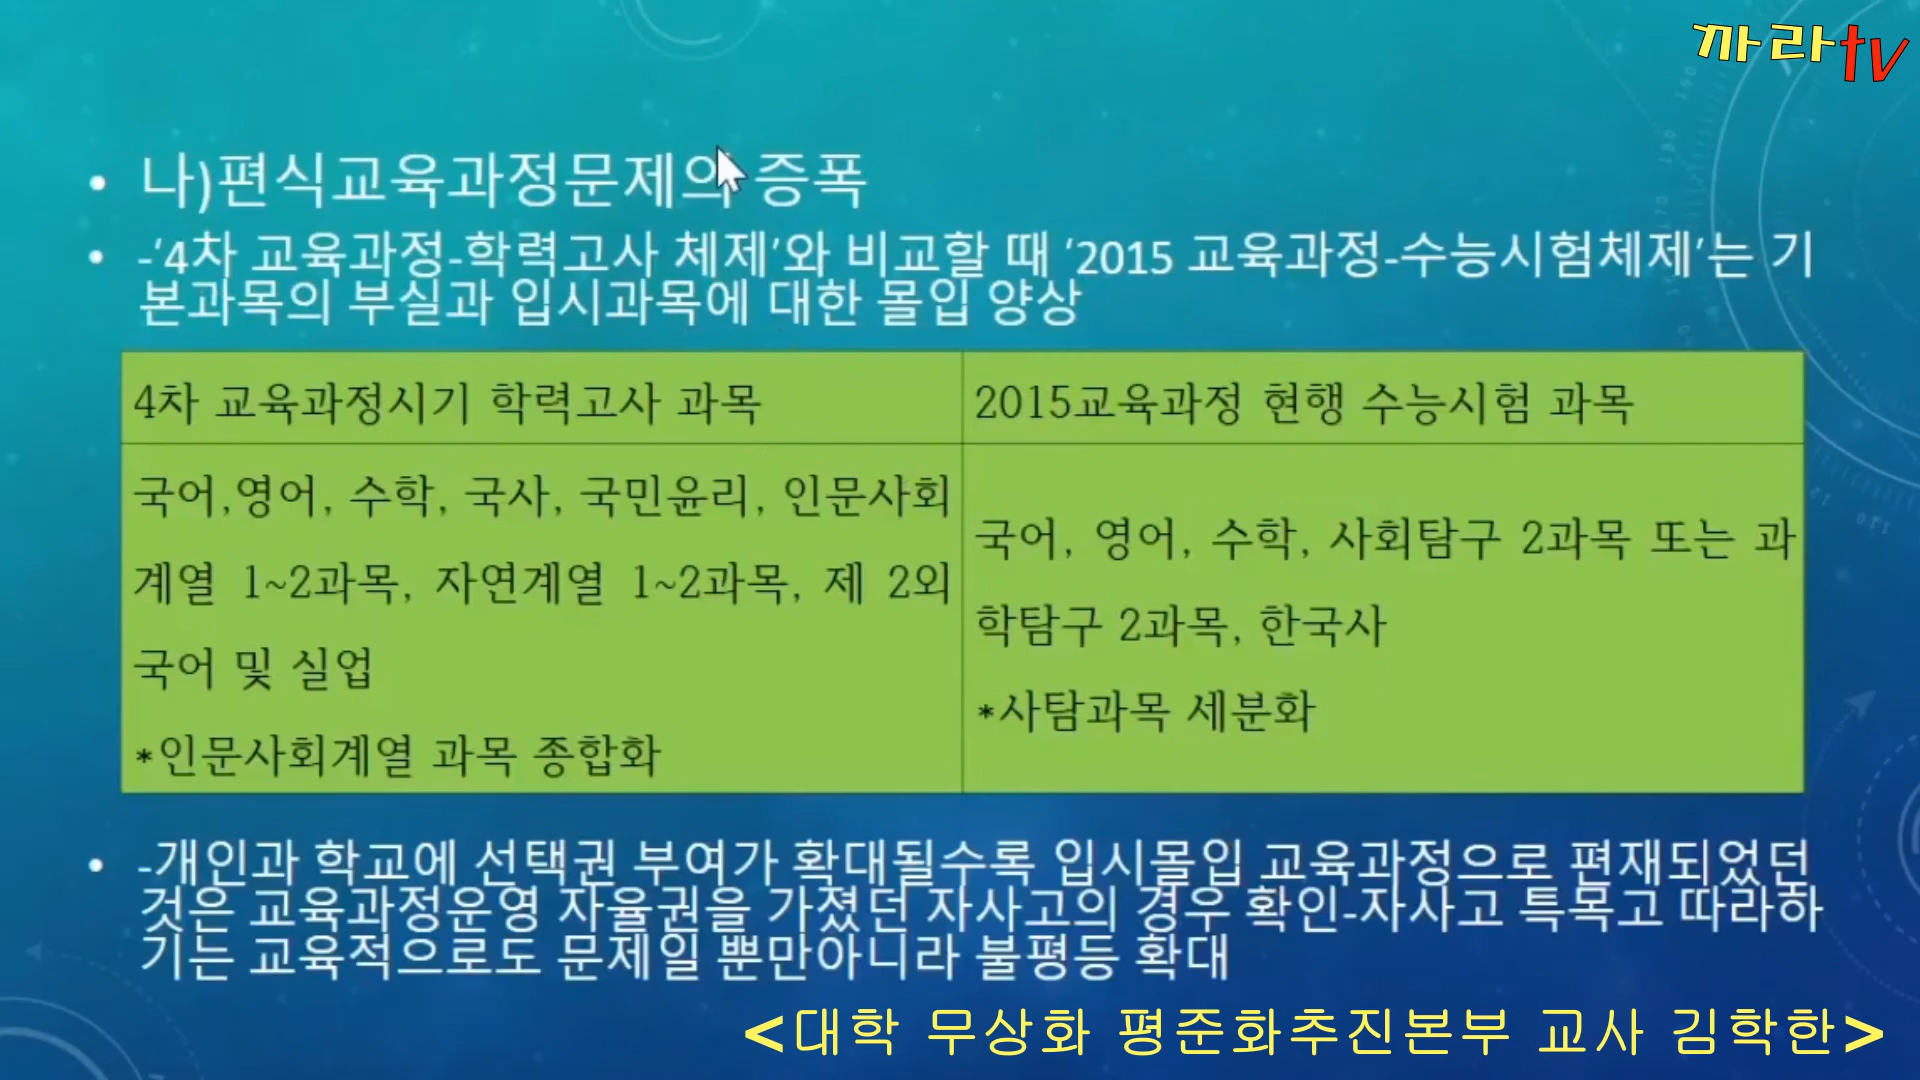 까라tv
• 나)편식교육과정문제의 증폭
• -‘4차 교육과정-학력고사 체제’와 비교할 때 ‘2015 교육과정-수능시험체제’는 기
본과목의 부실과 입시과목에 대한 몰입 양상
4차 교육과정시기 학력고사 과목
국어,영어, 수학, 국사, 국민윤리, 인문사회
계열 1~2과목, 자연계열 1~2과목, 제 2외
국어 및 실업
*인문사회계열 과목 종합화
2015교육과정 현행 수능시험 과목
국어, 영어, 수학, 사회탐구 2과목 또는 과
학탐구 2과목, 한국사
*사탐과목 세분화
• -개인과 학교에 선택권 부여가 확대될수록 입시몰입 교육과정으로 편재되었던
것은 교육과정운영 자율권을 가졌던 자사고의 경우 확인-자사고 특목고 따라하
기는 교육적으로도 문제일 뿐만아니라 불평등 확대
<대학 무상화 평준화추진본부 교사 김학한>